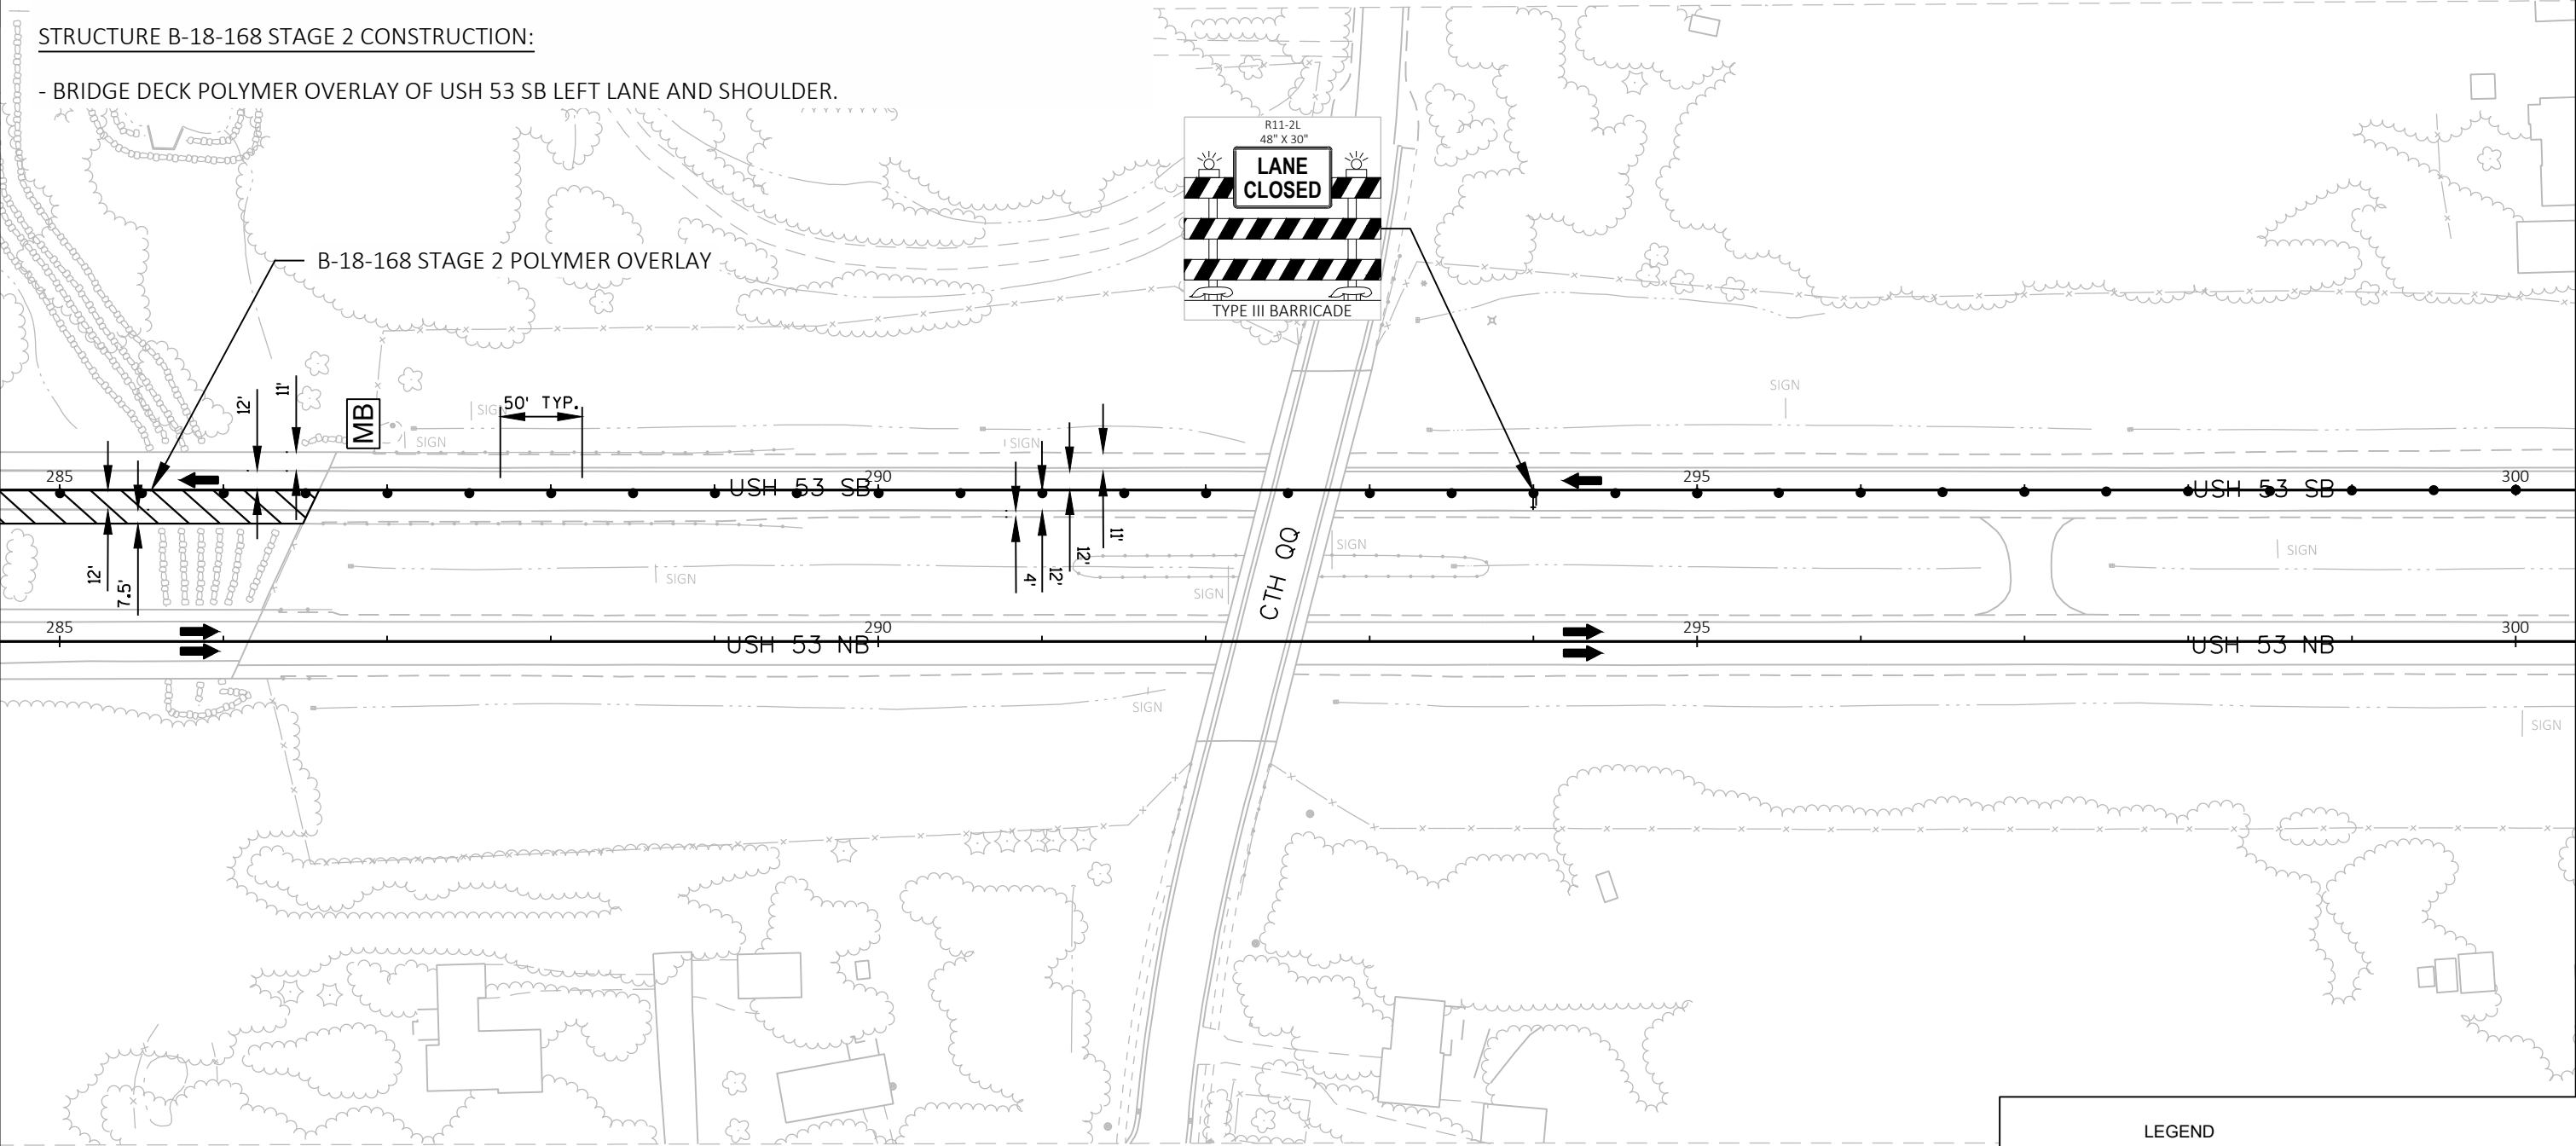 STRUCTURE B-18-168 STAGE 2 CONSTRUCTION:
- BRIDGE DECK POLYMER OVERLAY OF USH 53 SB LEFT LANE AND SHOULDER.
R11-2L
48" X 30"
LANE
CLOSED
TYPE III BARRICADE
B-18-168 STAGE 2 POLYMER OVERLAY
12'
11'
MB
SIGN
50' TYP.
SIGN
SIGN
SIGN
285
USH 53 SB
290
295
USH 53 SB
300
12'
7.5'
SIGN
4'
12'
12'
11'
SIGN
SIGN
CTH QQ
SIGN
285
USH 53 NB
290
295
USH 53 NB
300
SIGN
SIGN
LEGEND